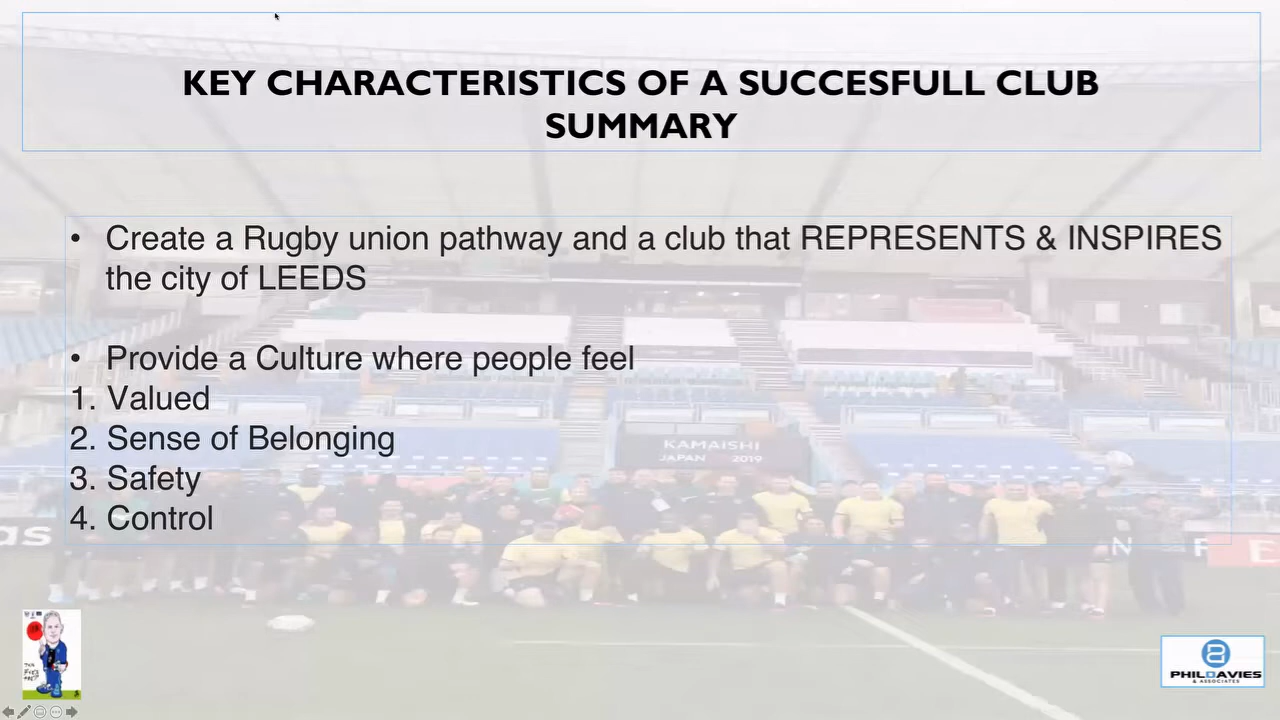 KEY CHARACTERISTICS OF A SUCCESFULL CLUB
SUMMARY
• Create a Rugby union pathway and a club that REPRESENTS & INSPIRES
the city of LEEDS
• Provide a Culture where people feel
1. Valued
2. Sense of Belonging
3. Safety
4. Control
KAMAISHI
JAPAN 2019
as
PHILDAVIES
& ASSOCIATES